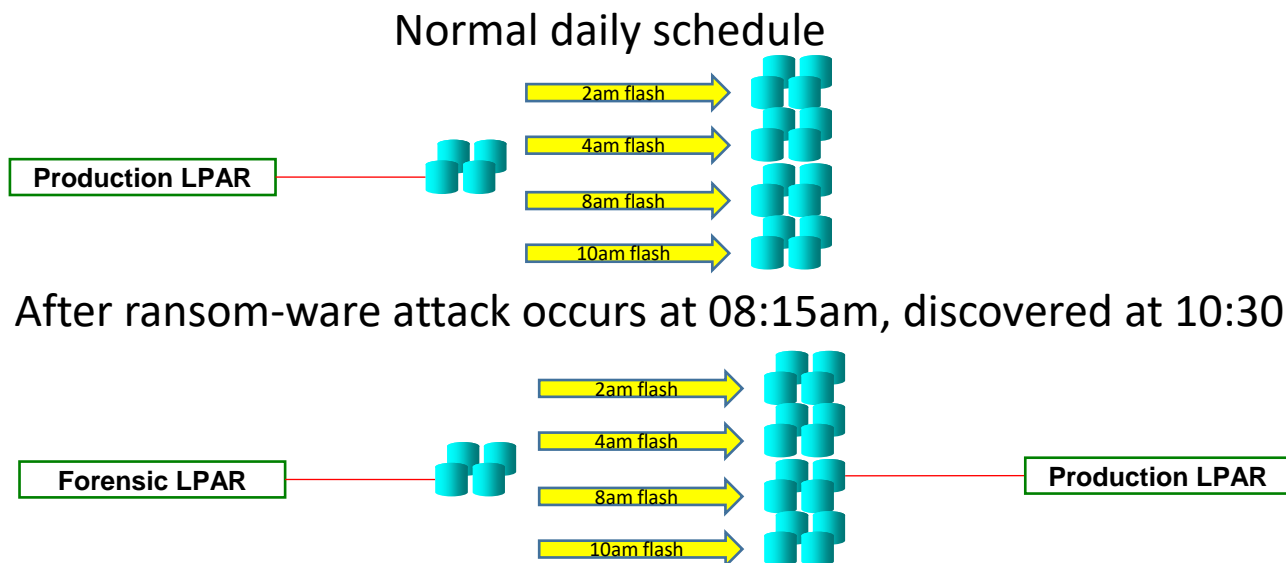 Normal daily schedule
2am flash
4am flash
Production LPAR
8am flash
10am flash
After ransom-ware attack occurs at 08:15am, discovered at 10:30
2am flash
4am flash
Forensic LPAR
Production LPAR
8am flash
10am flash